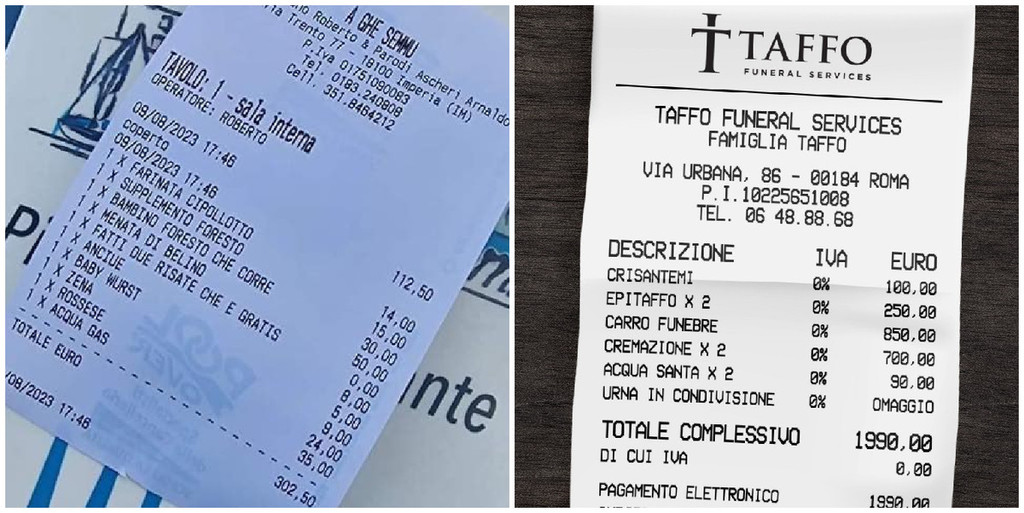 A GHE SEMMU
Roberto & Parodi Ascheri Arnaldo
Trento 77 - 18100 Imperia (IM)
P.Iva 01751090083
Tel. 0183.240808
Cell. 351.8484212
TAVOLO: 1 - sala interna
OPERATORE: ROBERTO
09/08/2023 17:46
coperto 112,50
09/08/2023 17:46
1 X FARINATA CIPOLLOTTO 14,00
1 X SUPPLEMENTO FORESTO 15,00
1 X BAMBINO FORESTO CHE CORRE 30,00
1 X MENATA DI BELINO 50,00
1 X FATTI DUE RISATE CHE E GRATIS 0,00
1 X ANCIUE 8,00
1 X BABY WURST 5,00
1 X ZENA 9,00
1 X ROSSESE 24,00
1 X ACQUA GAS 35,00
TOTALE EURO 302,50
/08/2023 17:46
nte
TAFFO
FUNERAL SERVICES
TAFFO FUNERAL SERVICES
FAMIGLIA TAFFO
VIA URBANA, 86 - 00184 ROMA
P.I.10225651008
TEL. 06 48.88.68
DESCRIZIONE IVA EURO
CRISANTEMI 0% 100,00
EPITAFFO X 2 0% 250,00
CARRO FUNEBRE 0% 850,00
CREMAZIONE X 2 0% 700,00
ACQUA SANTA X 2 0% 90,00
URNA IN CONDIVISIONE 0% OMAGGIO
TOTALE COMPLESSIVO 1990,00
DI CUI IVA 0,00
PAGAMENTO ELETTRONICO 1990,00